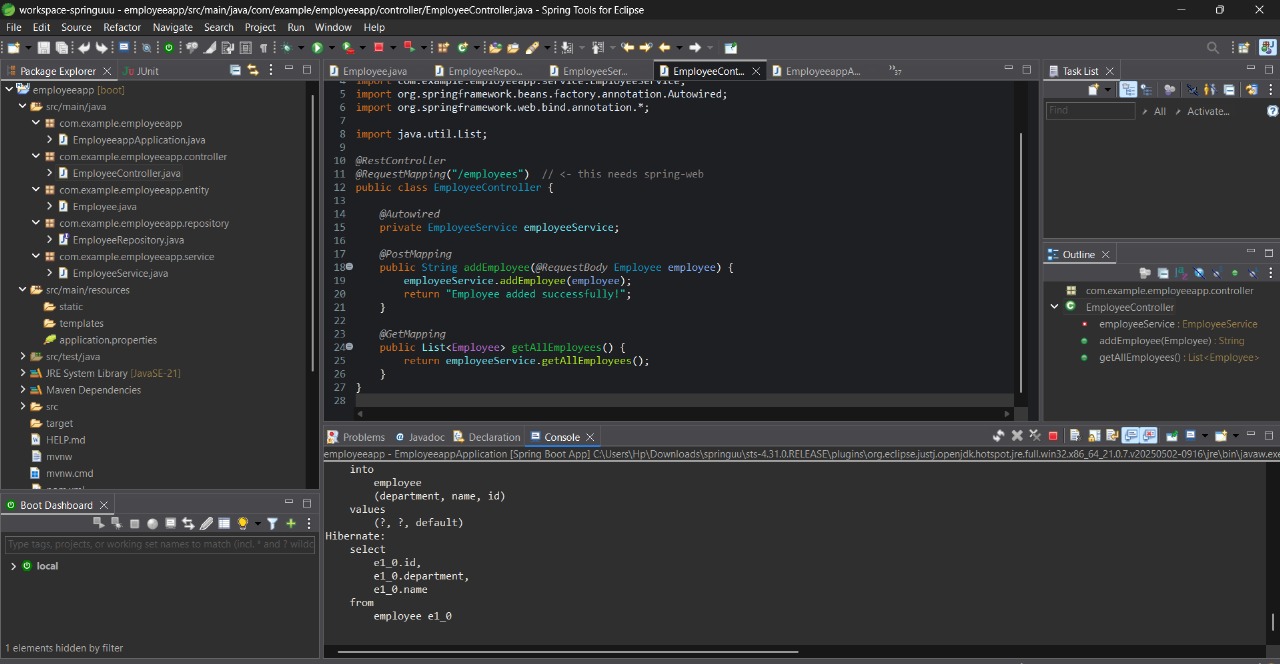 workspace-springuuu - employeeapp/src/main/java/com/example/employeeapp/controller/EmployeeController.java - Spring Tools for Eclipse
File Edit Source Refactor Navigate Search Project Run Window Help
Package Explorer JUnit
employeeapp [boot]
src/main/java
com.example.employeeapp
EmployeeappApplication.java
com.example.employeeapp.controller
EmployeeController.java
com.example.employeeapp.entity
Employee.java
com.example.employeeapp.repository
EmployeeRepository.java
com.example.employeeapp.service
EmployeeService.java
src/main/resources
static
templates
application.properties
src/test/java
JRE System Library [JavaSE-21]
Maven Dependencies
src
target
HELP.md
mvnw
mvnw.cmd
Boot Dashboard
Type tags, projects, or working set names to match (incl. * and ? wildc
local
1 elements hidden by filter
Employee.java EmployeeRepo... EmployeeSer... EmployeeCont... EmployeeappA... 37
4 import com.example.employeeapp.service.EmployeeService;
5 import org.springframework.beans.factory.annotation.Autowired;
6 import org.springframework.web.bind.annotation.*;
7
8 import java.util.List;
9
10 @RestController
11 @RequestMapping("/employees") // <- this needs spring-web
12 public class EmployeeController {
13
14 @Autowired
15 private EmployeeService employeeService;
16
17 @PostMapping
18 public String addEmployee(@RequestBody Employee employee) {
19 employeeService.addEmployee(employee);
20 return "Employee added successfully!";
21 }
22
23 @GetMapping
24 public List<Employee> getAllEmployees() {
25 return employeeService.getAllEmployees();
26 }
27 }
28
Task List
Find All Activate...
Outline
com.example.employeeapp.controller
EmployeeController
employeeService : EmployeeService
addEmployee(Employee) : String
getAllEmployees() : List<Employee>
Problems Javadoc Declaration Console
employeeapp - EmployeeappApplication [Spring Boot App] C:\Users\Hp\Downloads\springuu\sts-4.31.0.RELEASE\plugins\org.eclipse.justj.openjdk.hotspot.jre.full.win32.x86_64_21.0.7.v20250502-0916\jre\bin\javaw.exe
into
employee
(department, name, id)
values
(?, ?, default)
Hibernate:
select
e1_0.id,
e1_0.department,
e1_0.name
from
employee e1_0